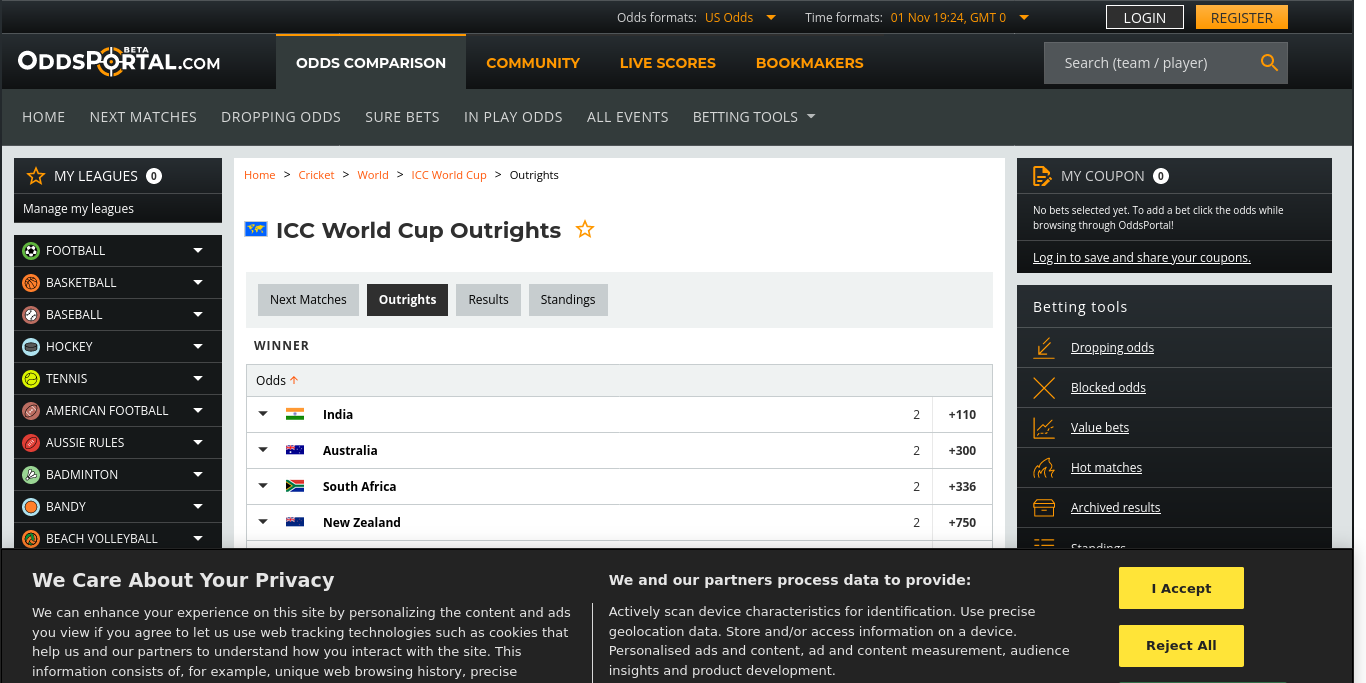 Odds formats: US Odds
Time formats: 01 Nov 19:24, GMT 0
LOGIN
REGISTER
BETA
ODDSPORTAL.COM
ODDS COMPARISON
COMMUNITY
LIVE SCORES
BOOKMAKERS
Search (team / player)
HOME
NEXT MATCHES
DROPPING ODDS
SURE BETS
IN PLAY ODDS
ALL EVENTS
BETTING TOOLS
MY LEAGUES 0
Manage my leagues
FOOTBALL
BASKETBALL
BASEBALL
HOCKEY
TENNIS
AMERICAN FOOTBALL
AUSSIE RULES
BADMINTON
BANDY
BEACH VOLLEYBALL
Home > Cricket > World > ICC World Cup > Outrights
ICC World Cup Outrights
Next Matches
Outrights
Results
Standings
WINNER
Odds
India 2 +110
Australia 2 +300
South Africa 2 +336
New Zealand 2 +750
MY COUPON 0
No bets selected yet. To add a bet click the odds while
browsing through OddsPortal!
Log in to save and share your coupons.
Betting tools
Dropping odds
Blocked odds
Value bets
Hot matches
Archived results
Standings
We Care About Your Privacy
We can enhance your experience on this site by personalizing the content and ads
you view if you agree to let us use web tracking technologies such as cookies that
help us and our partners to understand how you interact with the site. This
information consists of, for example, unique web browsing history, precise
We and our partners process data to provide:
Actively scan device characteristics for identification. Use precise
geolocation data. Store and/or access information on a device.
Personalised ads and content, ad and content measurement, audience
insights and product development.
I Accept
Reject All